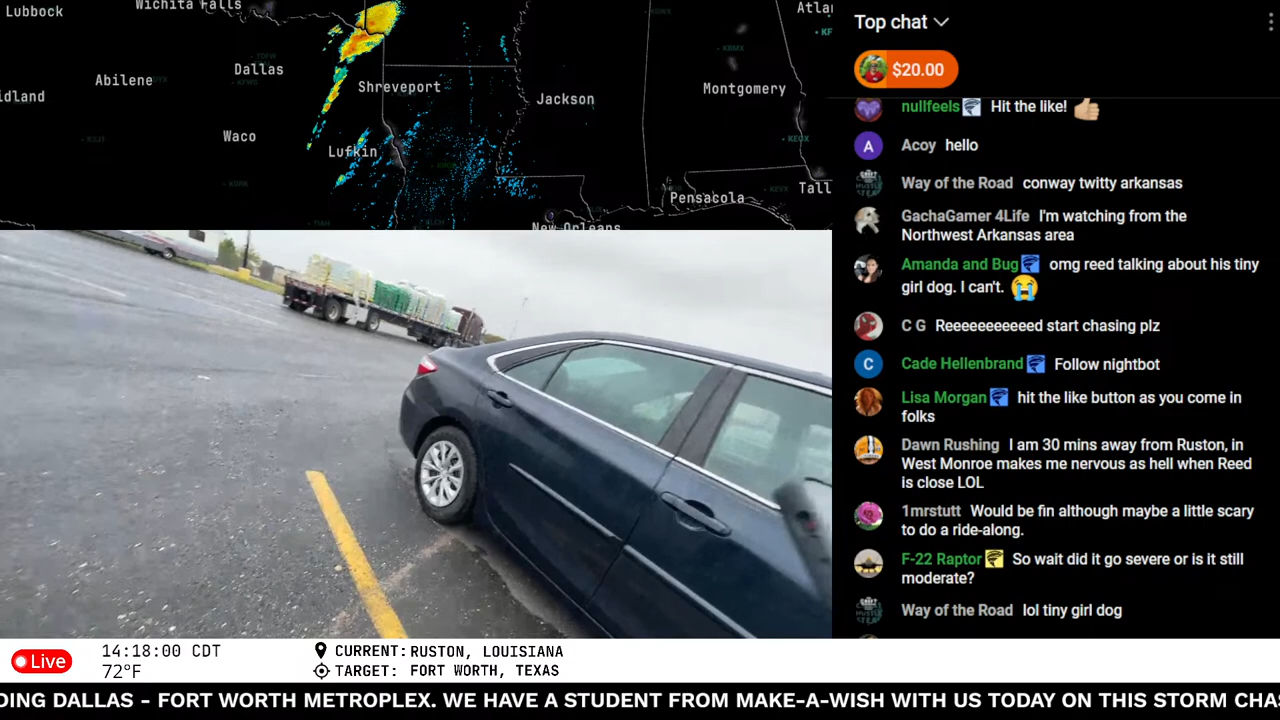 Lubbock
Wichita Falls
Atla
Abilene
Dallas
Shreveport
idland
Jackson
Montgomery
Waco
Lufkin
Pensacola
Tall
New Orleans
Top chat
$20.00
nullfeels Hit the like!
A
Acoy hello
Way of the Road conway twitty arkansas
GachaGamer 4Life I'm watching from the
Northwest Arkansas area
Amanda and Bug omg reed talking about his tiny
girl dog. I can't.
C G Reeeeeeeeeed start chasing plz
C
Cade Hellenbrand Follow nightbot
Lisa Morgan hit the like button as you come in
folks
Dawn Rushing I am 30 mins away from Ruston, in
West Monroe makes me nervous as hell when Reed
is close LOL
1mrstutt Would be fin although maybe a little scary
to do a ride-along.
F-22 Raptor So wait did it go severe or is it still
moderate?
Way of the Road lol tiny girl dog
Live
14:18:00 CDT
72°F
CURRENT: RUSTON, LOUISIANA
TARGET: FORT WORTH, TEXAS
DING DALLAS - FORT WORTH METROPLEX. WE HAVE A STUDENT FROM MAKE-A-WISH WITH US TODAY ON THIS STORM CHA